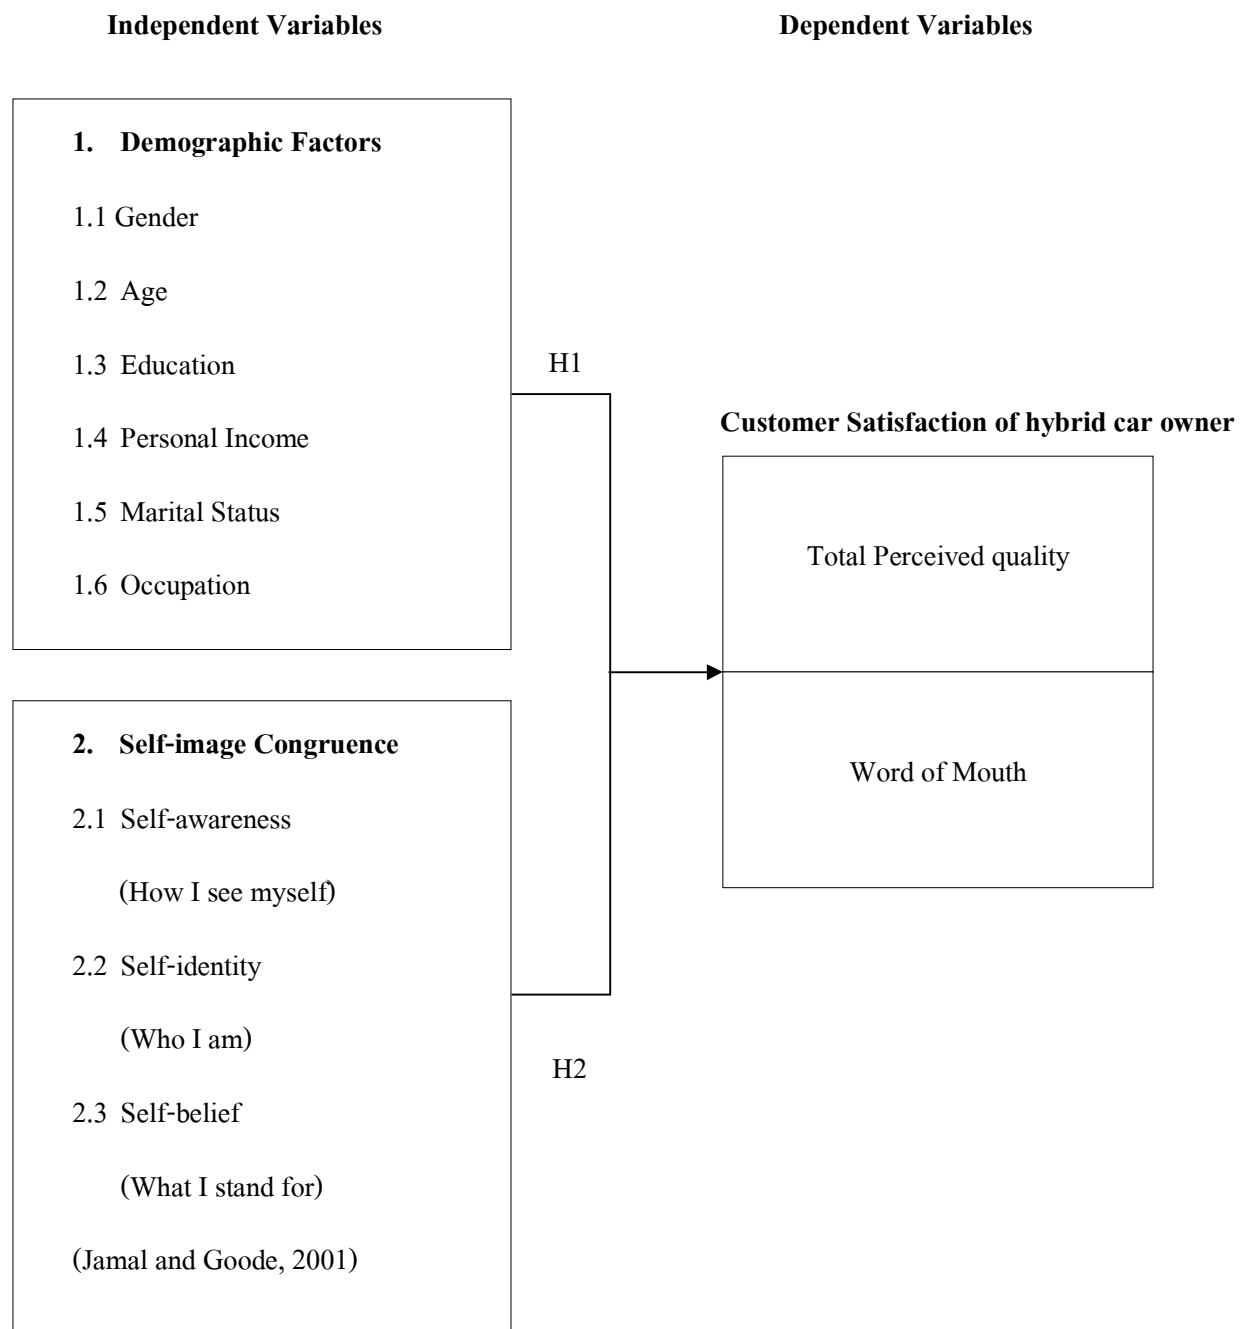 Independent Variables
Dependent Variables
1. Demographic Factors
1.1 Gender
1.2 Age
1.3 Education
1.4 Personal Income
1.5 Marital Status
1.6 Occupation
H1
Customer Satisfaction of hybrid car owner
Total Perceived quality
Word of Mouth
2. Self-image Congruence
2.1 Self-awareness
(How I see myself)
2.2 Self-identity
(Who I am)
2.3 Self-belief
(What I stand for)
(Jamal and Goode, 2001)
H2